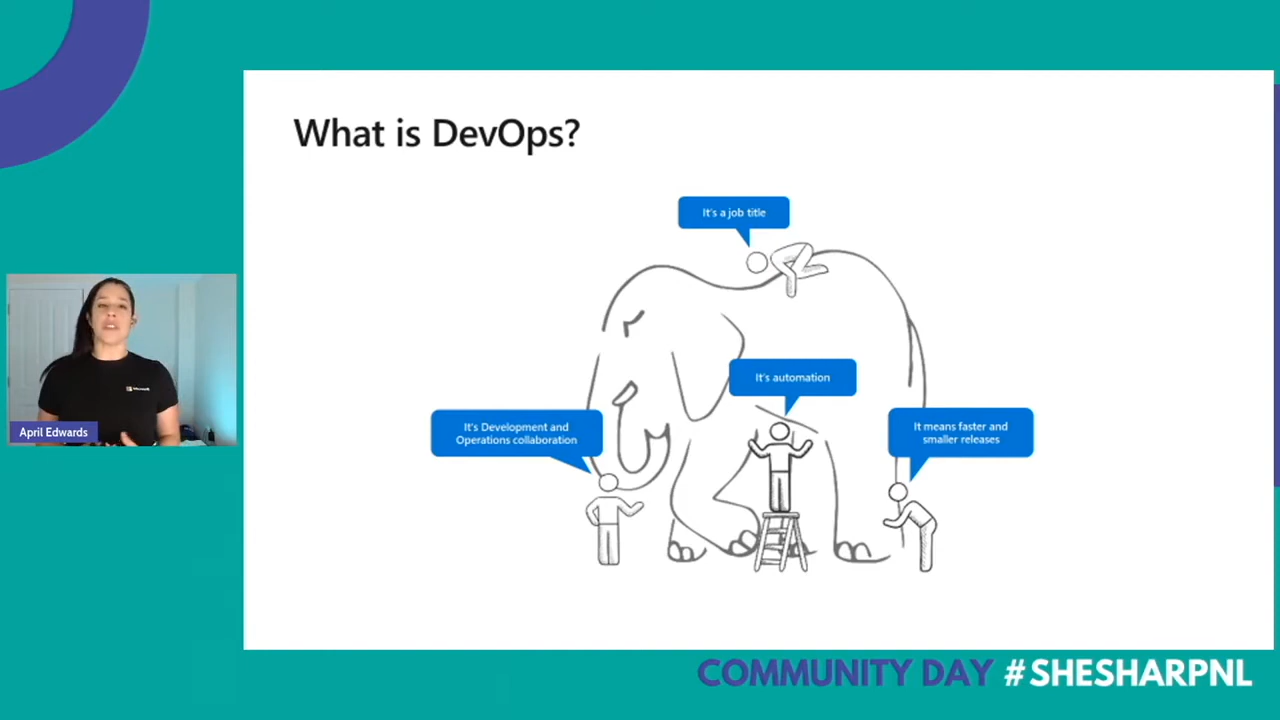 What is DevOps?
It's a job title
It's automation
It's Development and
Operations collaboration
It means faster and
smaller releases
Microsoft
April Edwards
COMMUNITY DAY #SHESHARPNL